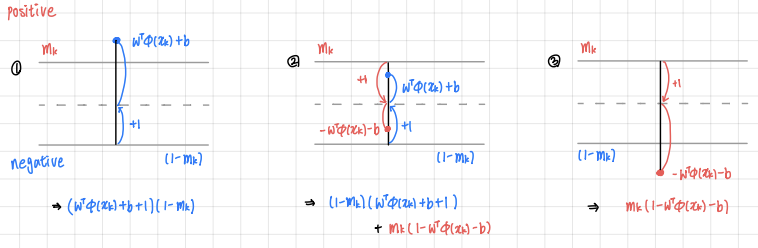 positive
① mₖ wᵀΦ(xₖ)+b
+1
negative (1-mₖ)
⇒ (wᵀΦ(xₖ)+b+1)(1-mₖ)
② mₖ
+1 wᵀΦ(xₖ)+b
-wᵀΦ(xₖ)-b +1
(1-mₖ)
⇒ (1-mₖ)(wᵀΦ(xₖ)+b+1)
+ mₖ(1-wᵀΦ(xₖ)-b)
③ mₖ
+1
(1-mₖ)
-wᵀΦ(xₖ)-b
⇒ mₖ(1-wᵀΦ(xₖ)-b)